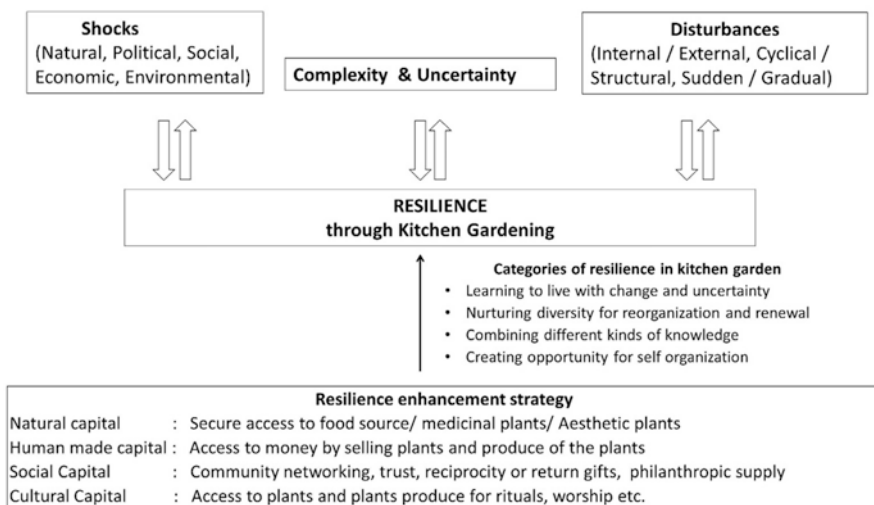 Shocks
(Natural, Political, Social,
Economic, Environmental)
Complexity & Uncertainty
Disturbances
(Internal / External, Cyclical /
Structural, Sudden / Gradual)
RESILIENCE
through Kitchen Gardening
Categories of resilience in kitchen garden
• Learning to live with change and uncertainty
• Nurturing diversity for reorganization and renewal
• Combining different kinds of knowledge
• Creating opportunity for self organization
Resilience enhancement strategy
Natural capital : Secure access to food source/ medicinal plants/ Aesthetic plants
Human made capital : Access to money by selling plants and produce of the plants
Social Capital : Community networking, trust, reciprocity or return gifts, philanthropic supply
Cultural Capital : Access to plants and plants produce for rituals, worship etc.